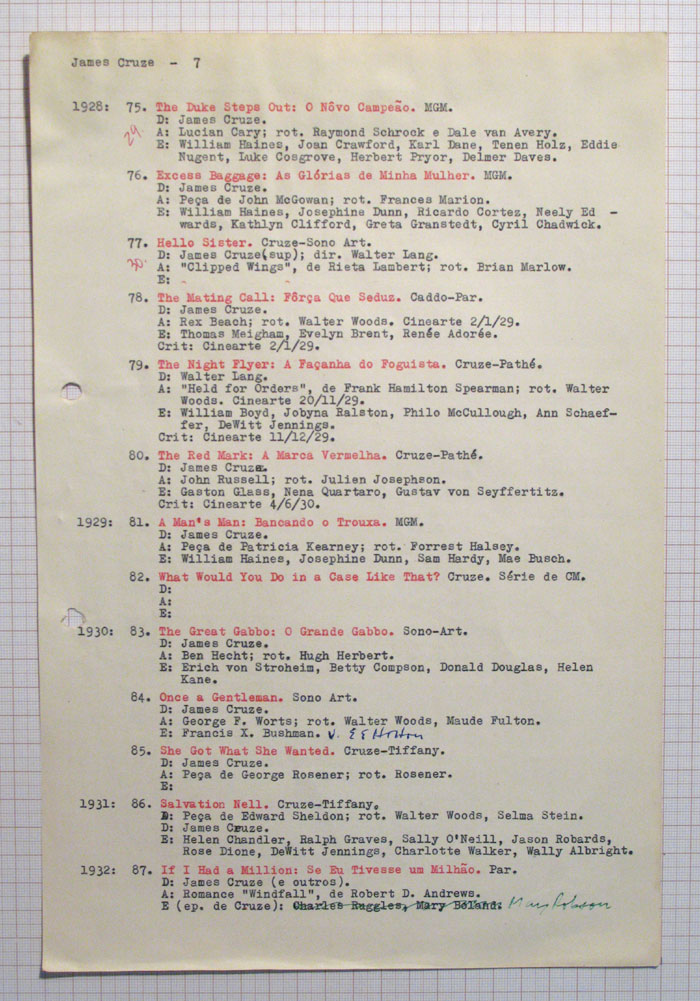 James Cruze - 7
1928: 75. The Duke Steps Out: O Nôvo Campeão. MGM.
D: James Cruze.
29 A: Lucian Cary; rot. Raymond Schrock e Dale van Avery.
E: William Haines, Joan Crawford, Karl Dane, Tenen Holz, Eddie
Nugent, Luke Cosgrove, Herbert Pryor, Delmer Daves.
76. Excess Baggage: As Glórias de Minha Mulher. MGM.
D: James Cruze.
A: Peça de John McGowan; rot. Frances Marion.
E: William Haines, Josephine Dunn, Ricardo Cortez, Neely Ed -
wards, Kathlyn Clifford, Greta Granstedt, Cyril Chadwick.
77. Hello Sister. Cruze-Sono Art.
D: James Cruze(sup); dir. Walter Lang.
30. A: "Clipped Wings", de Rieta Lambert; rot. Brian Marlow.
E:
78. The Mating Call: Fôrça Que Seduz. Caddo-Par.
D: James Cruze.
A: Rex Beach; rot. Walter Woods. Cinearte 2/1/29.
E: Thomas Meigham, Evelyn Brent, Renée Adorée.
Crit: Cinearte 2/1/29.
79. The Night Flyer: A Façanha do Foguista. Cruze-Pathé.
D: Walter Lang.
A: "Held for Orders", de Frank Hamilton Spearman; rot. Walter
Woods. Cinearte 20/11/29.
E: William Boyd, Jobyna Ralston, Philo McCullough, Ann Schaef-
fer, DeWitt Jennings.
Crit: Cinearte 11/12/29.
80. The Red Mark: A Marca Vermelha. Cruze-Pathé.
D: James Cruze.
A: John Russell; rot. Julien Josephson.
E: Gaston Glass, Nena Quartaro, Gustav von Seyffertitz.
Crit: Cinearte 4/6/30.
1929: 81. A Man's Man: Bancando o Trouxa. MGM.
D: James Cruze.
A: Peça de Patricia Kearney; rot. Forrest Halsey.
E: William Haines, Josephine Dunn, Sam Hardy, Mae Busch.
82. What Would You Do in a Case Like That? Cruze. Série de CM.
D:
A:
E:
1930: 83. The Great Gabbo: O Grande Gabbo. Sono-Art.
D: James Cruze.
A: Ben Hecht; rot. Hugh Herbert.
E: Erich von Stroheim, Betty Compson, Donald Douglas, Helen
Kane.
84. Once a Gentleman. Sono Art.
D: James Cruze.
A: George F. Worts; rot. Walter Woods, Maude Fulton.
E: Francis X. Bushman. V. E E Horton
85. She Got What She Wanted. Cruze-Tiffany.
D: James Cruze.
A: Peça de George Rosener; rot. Rosener.
E:
1931: 86. Salvation Nell. Cruze-Tiffany.
D: Peça de Edward Sheldon; rot. Walter Woods, Selma Stein.
D: James Cruze.
E: Helen Chandler, Ralph Graves, Sally O'Neill, Jason Robards,
Rose Dione, DeWitt Jennings, Charlotte Walker, Wally Albright.
1932: 87. If I Had a Million: Se Eu Tivesse um Milhão. Par.
D: James Cruze (e outros).
A: Romance "Windfall", de Robert D. Andrews.
E (ep. de Cruze): Charles Ruggles, Mary Boland. May Robson